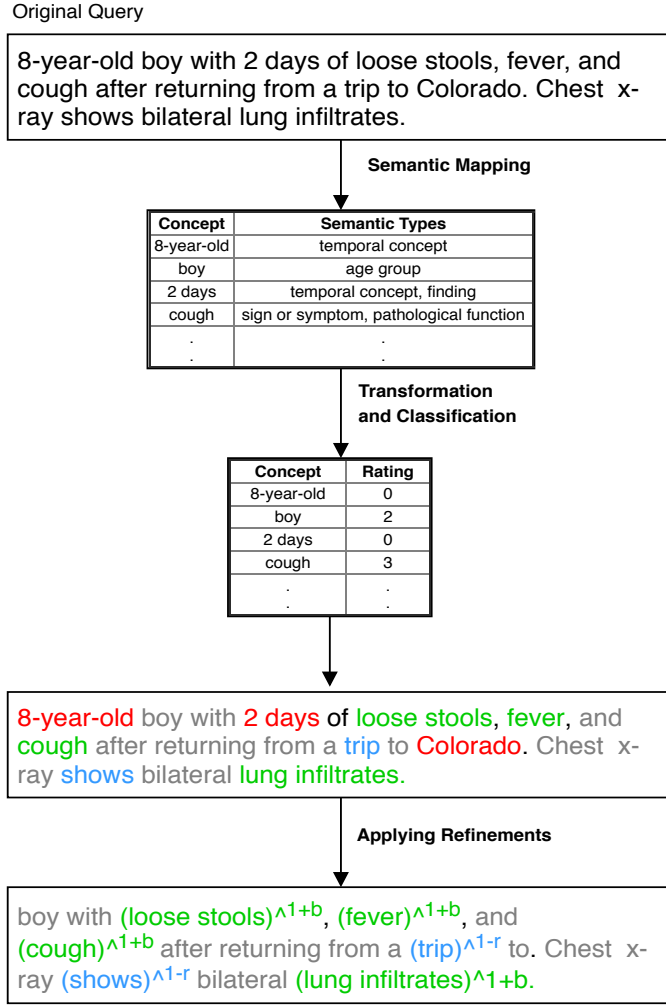 Original Query
8-year-old boy with 2 days of loose stools, fever, and
cough after returning from a trip to Colorado. Chest x-
ray shows bilateral lung infiltrates.
Semantic Mapping
Concept Semantic Types
8-year-old temporal concept
boy age group
2 days temporal concept, finding
cough sign or symptom, pathological function
. .
. .
Transformation
and Classification
Concept Rating
8-year-old 0
boy 2
2 days 0
cough 3
. .
. .
8-year-old boy with 2 days of loose stools, fever, and
cough after returning from a trip to Colorado. Chest x-
ray shows bilateral lung infiltrates.
Applying Refinements
boy with (loose stools)^1+b, (fever)^1+b, and
(cough)^1+b after returning from a (trip)^1-r to. Chest x-
ray (shows)^1-r bilateral (lung infiltrates)^1+b.